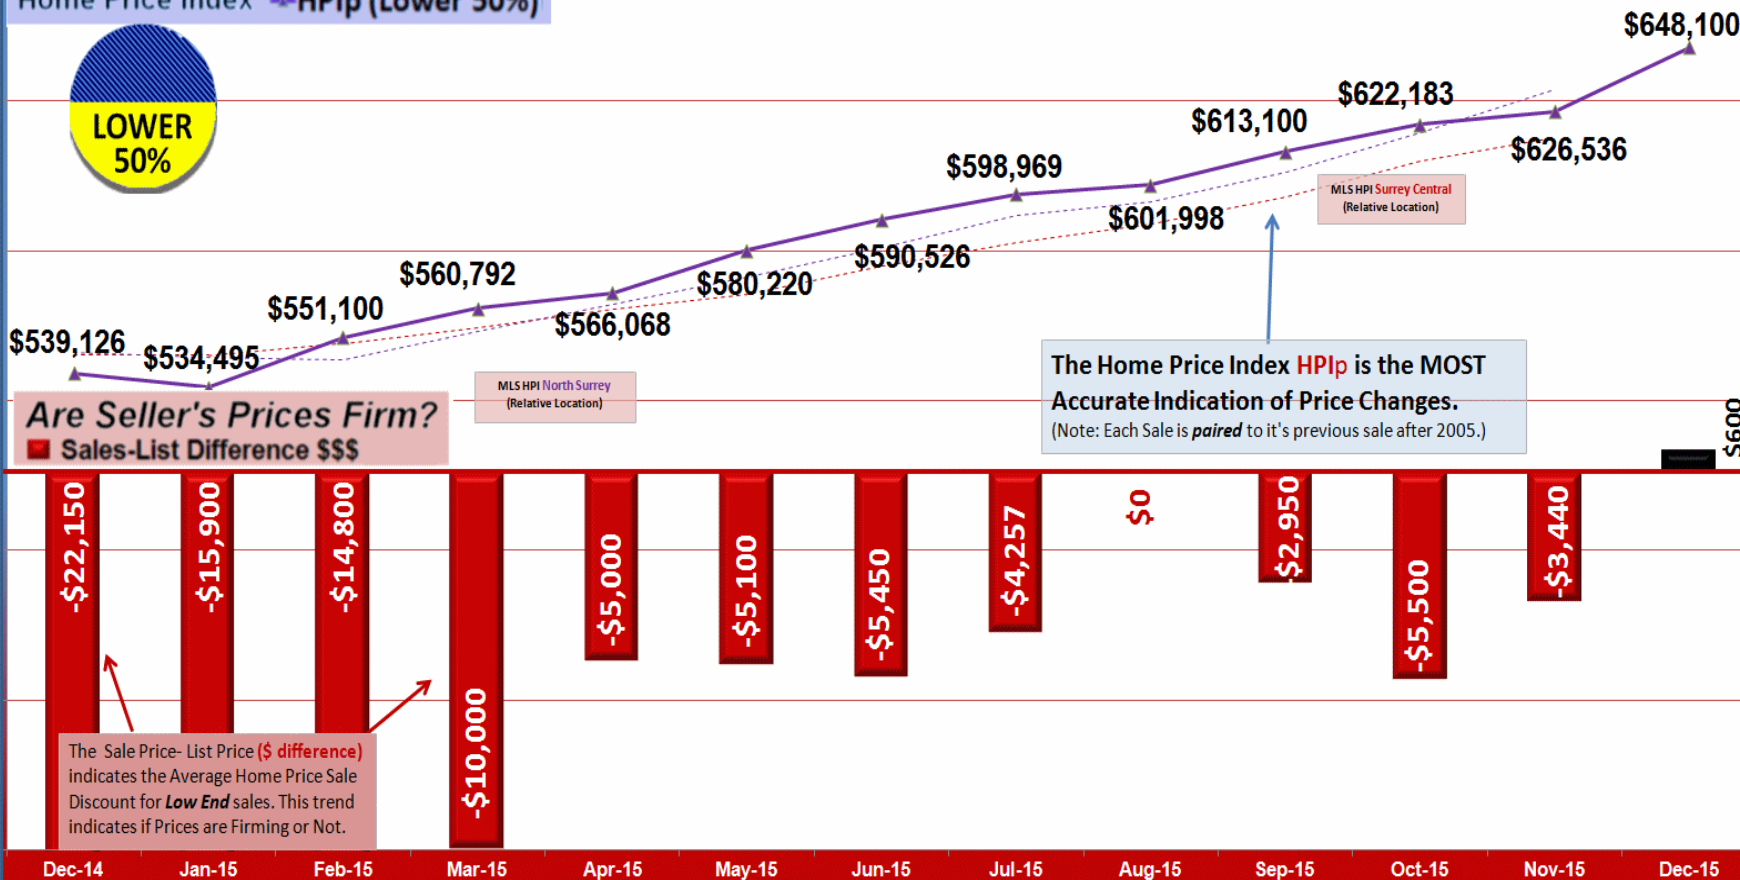 Home Price Index HPIp (Lower 50%)
LOWER
50%
$539,126
$534,495
$551,100
$560,792
$566,068
$580,220
$590,526
$598,969
$601,998
$613,100
$622,183
$626,536
$648,100
MLS HPI Surrey Central
(Relative Location)
MLS HPI North Surrey
(Relative Location)
The Home Price Index HPIp is the MOST
Accurate Indication of Price Changes.
(Note: Each Sale is paired to it's previous sale after 2005.)
Are Seller's Prices Firm?
Sales-List Difference $$$
-$22,150
-$15,900
-$14,800
-$10,000
-$5,000
-$5,100
-$5,450
-$4,257
$0
-$2,950
-$5,500
-$3,440
$600
The Sale Price- List Price ($ difference)
indicates the Average Home Price Sale
Discount for Low End sales. This trend
indicates if Prices are Firming or Not.
Dec-14 Jan-15 Feb-15 Mar-15 Apr-15 May-15 Jun-15 Jul-15 Aug-15 Sep-15 Oct-15 Nov-15 Dec-15